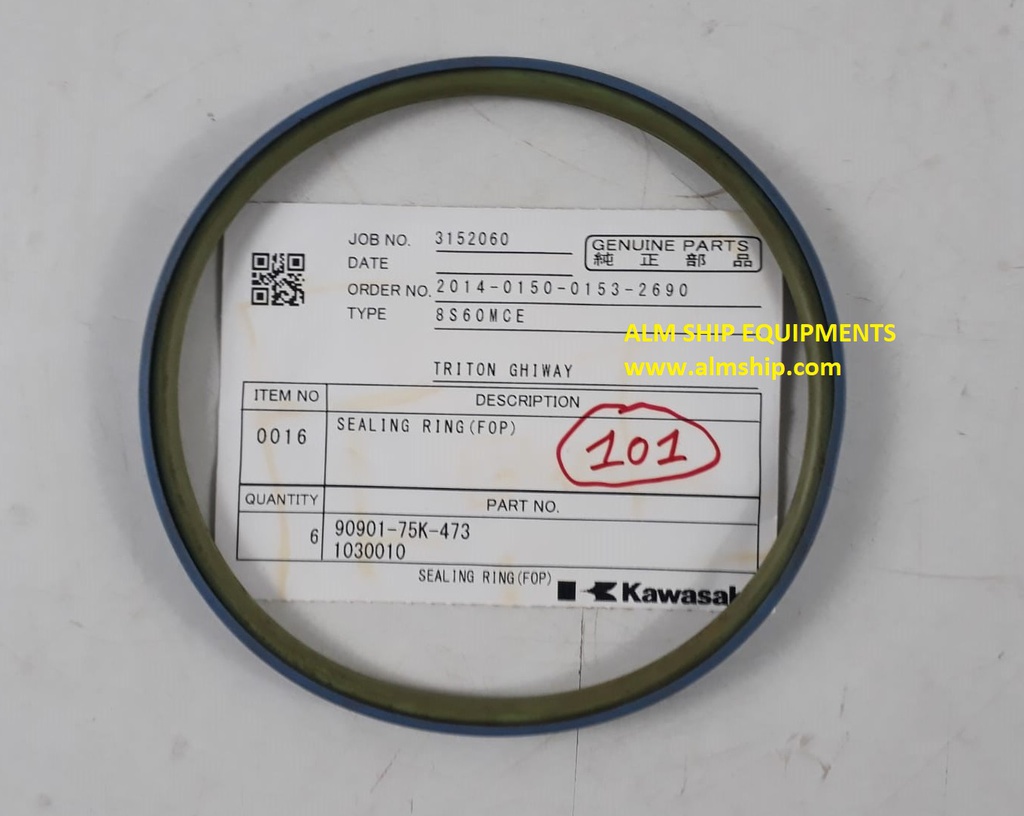 JOB NO. 3152060
GENUINE PARTS
純正部品
DATE
ORDER NO. 2014-0150-0153-2690
TYPE 8S60MCE
ALM SHIP EQUIPMENTS
www.almship.com
TRITON GHIWAY
ITEM NO DESCRIPTION
0016 SEALING RING(FOP)
101
QUANTITY PART NO.
6 90901-75K-473
1030010
SEALING RING(FOP)